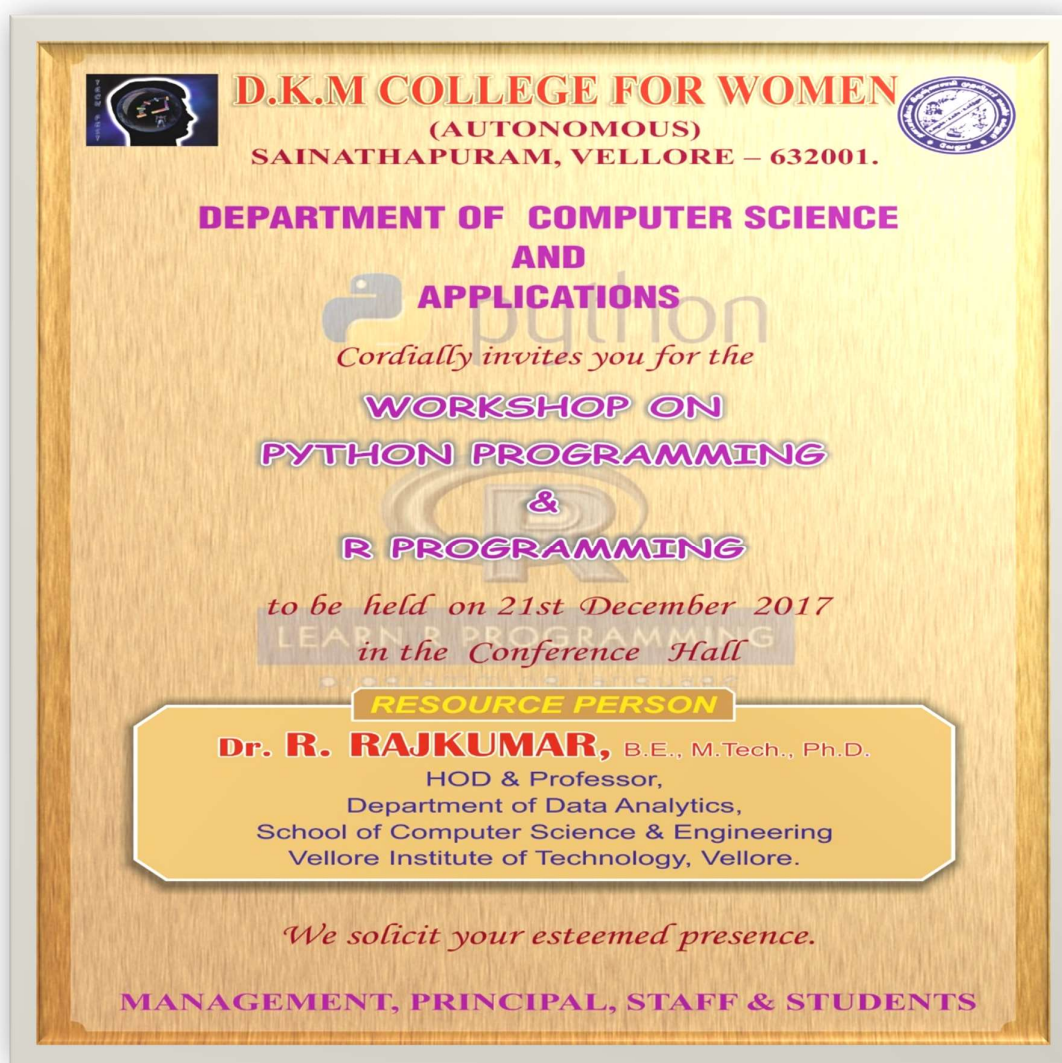 D.K.M COLLEGE FOR WOMEN
(AUTONOMOUS)
SAINATHAPURAM, VELLORE – 632001.
DEPARTMENT OF COMPUTER SCIENCE
AND
APPLICATIONS
python
Cordially invites you for the
WORKSHOP ON
PYTHON PROGRAMMING
&
R PROGRAMMING
to be held on 21st December 2017
LEARN R PROGRAMMING
in the Conference Hall
RESOURCE PERSON
Dr. R. RAJKUMAR, B.E., M.Tech., Ph.D.
HOD & Professor,
Department of Data Analytics,
School of Computer Science & Engineering
Vellore Institute of Technology, Vellore.
We solicit your esteemed presence.
MANAGEMENT, PRINCIPAL, STAFF & STUDENTS